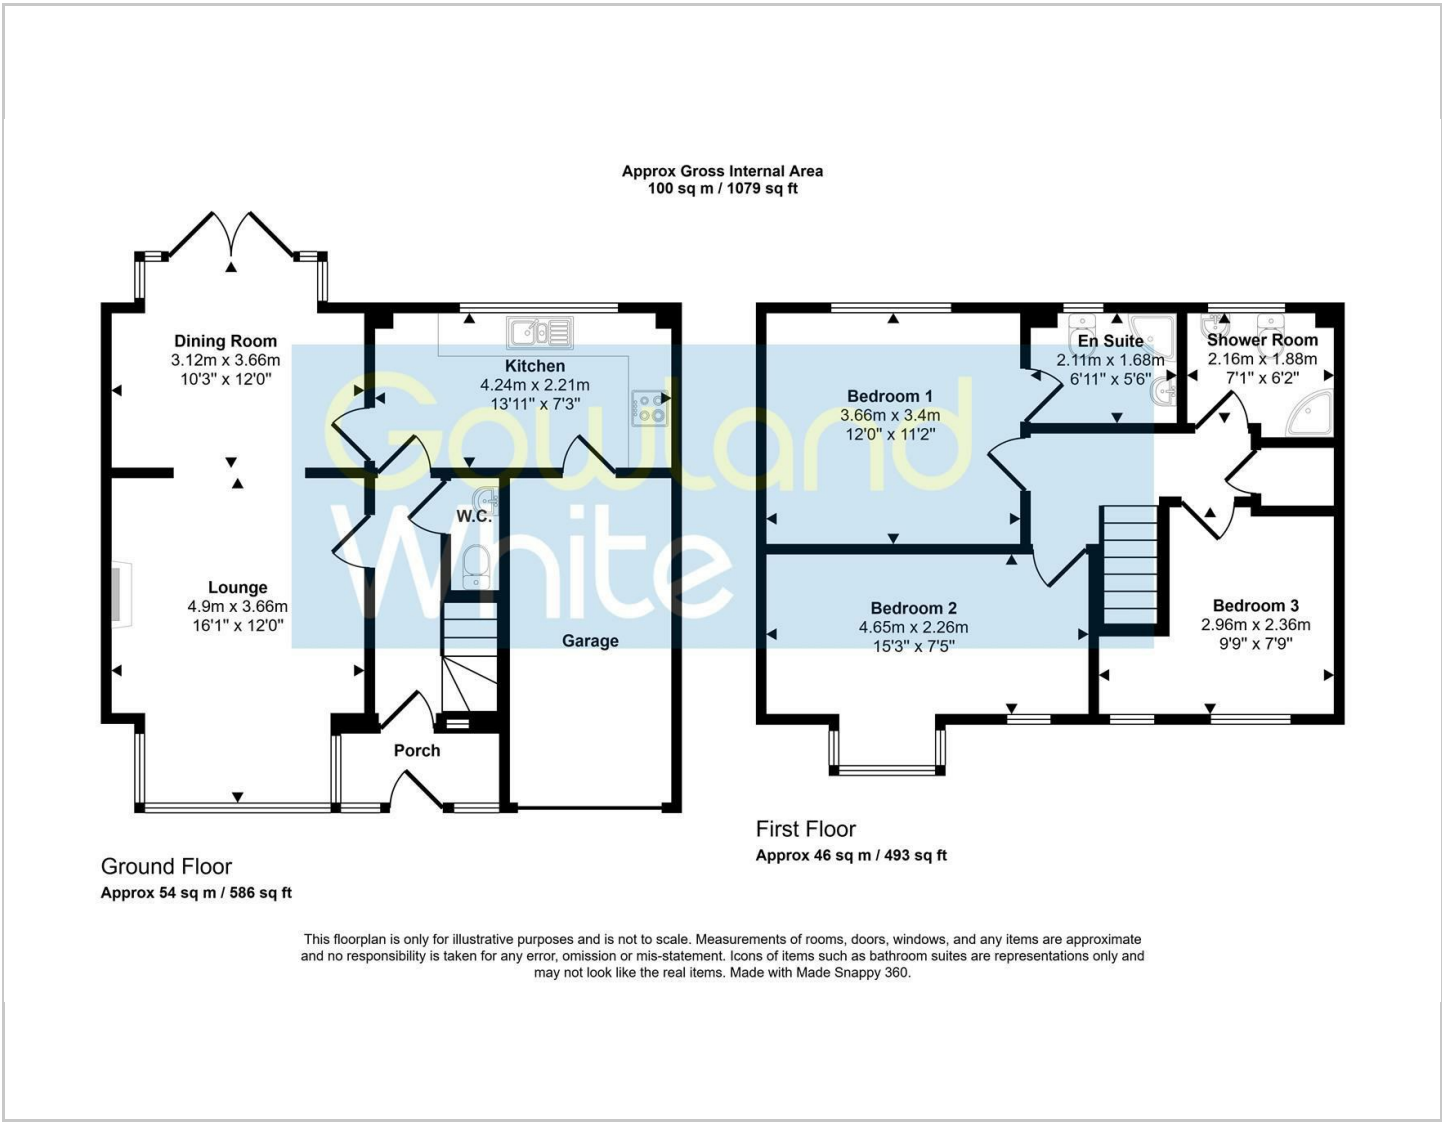 Approx Gross Internal Area
100 sq m / 1079 sq ft
Dining Room
3.12m x 3.66m
10'3" x 12'0"
Kitchen
4.24m x 2.21m
13'11" x 7'3"
W.C.
Lounge
4.9m x 3.66m
16'1" x 12'0"
Garage
Porch
Ground Floor
Approx 54 sq m / 586 sq ft
Bedroom 1
3.66m x 3.4m
12'0" x 11'2"
En Suite
2.11m x 1.68m
6'11" x 5'6"
Shower Room
2.16m x 1.88m
7'1" x 6'2"
Bedroom 2
4.65m x 2.26m
15'3" x 7'5"
Bedroom 3
2.96m x 2.36m
9'9" x 7'9"
First Floor
Approx 46 sq m / 493 sq ft
Gowland
White
This floorplan is only for illustrative purposes and is not to scale. Measurements of rooms, doors, windows, and any items are approximate
and no responsibility is taken for any error, omission or mis-statement. Icons of items such as bathroom suites are representations only and
may not look like the real items. Made with Made Snappy 360.